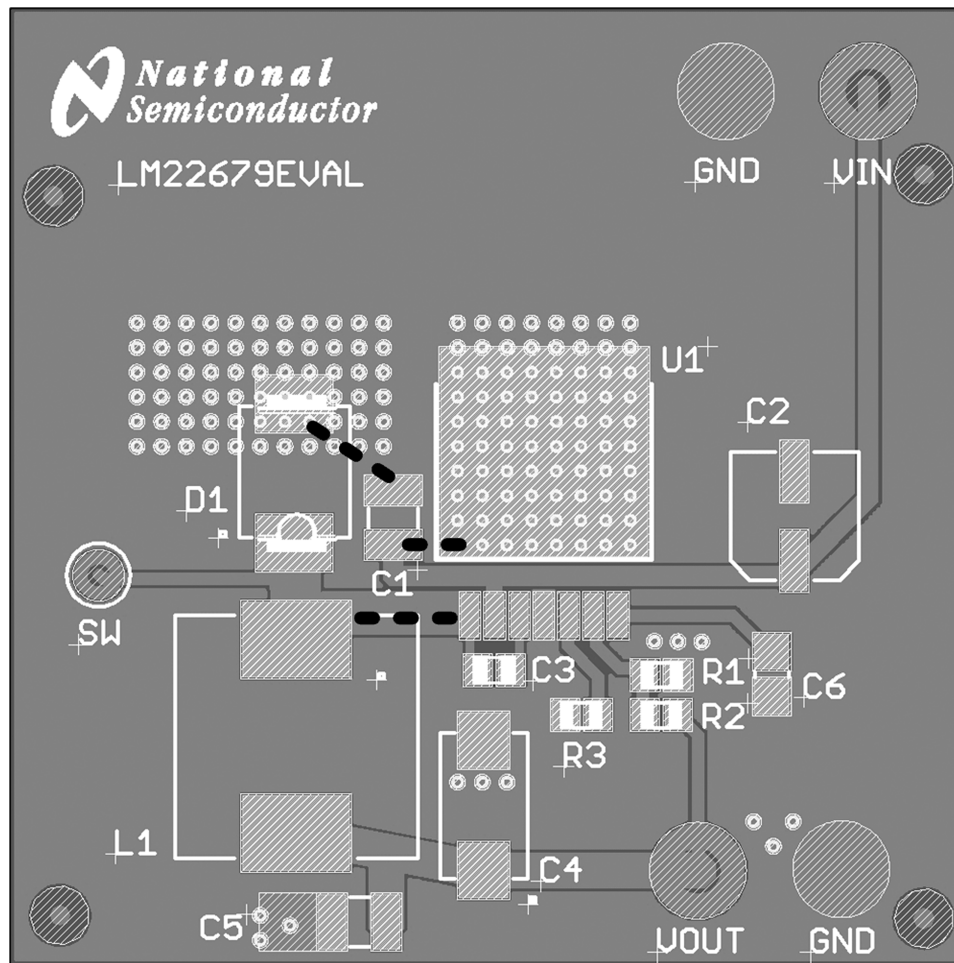 National
Semiconductor
LM22679EVAL
GND
VIN
U1
C2
D1
C1
SW
C3
R1
C6
R2
R3
L1
C4
C5
VOUT
GND